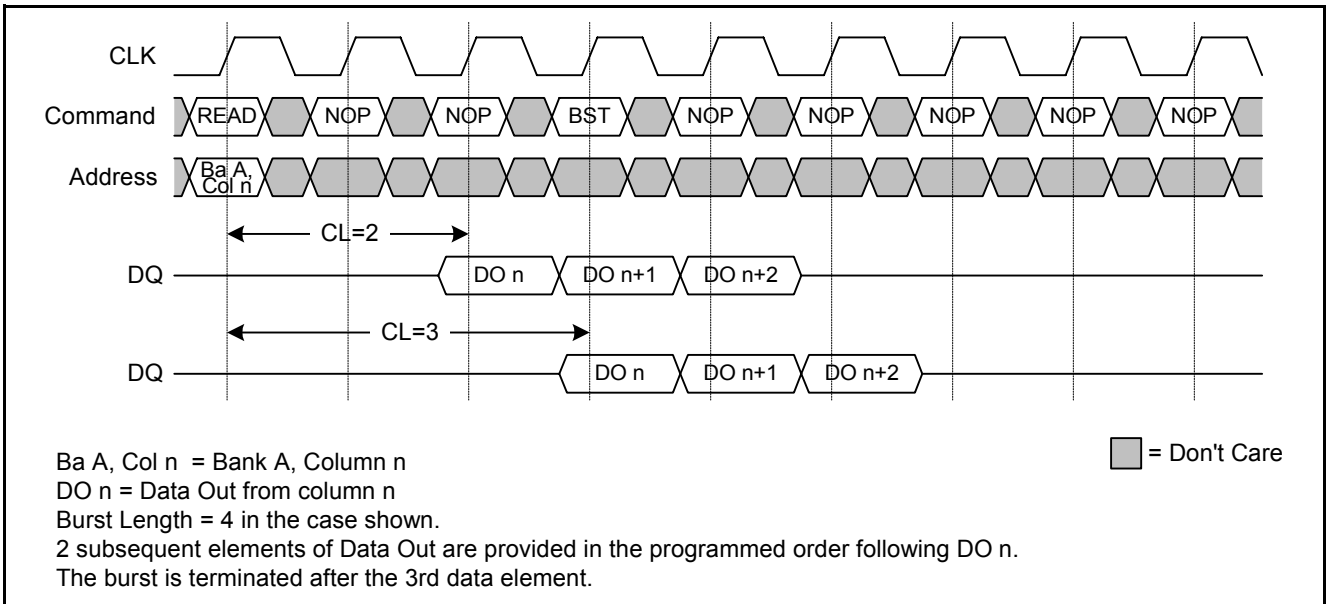 CLK
Command READ NOP NOP BST NOP NOP NOP NOP NOP
Address Ba A,
Col n
CL=2
DQ DO n DO n+1 DO n+2
CL=3
DQ DO n DO n+1 DO n+2
Ba A, Col n = Bank A, Column n
= Don't Care
DO n = Data Out from column n
Burst Length = 4 in the case shown.
2 subsequent elements of Data Out are provided in the programmed order following DO n.
The burst is terminated after the 3rd data element.